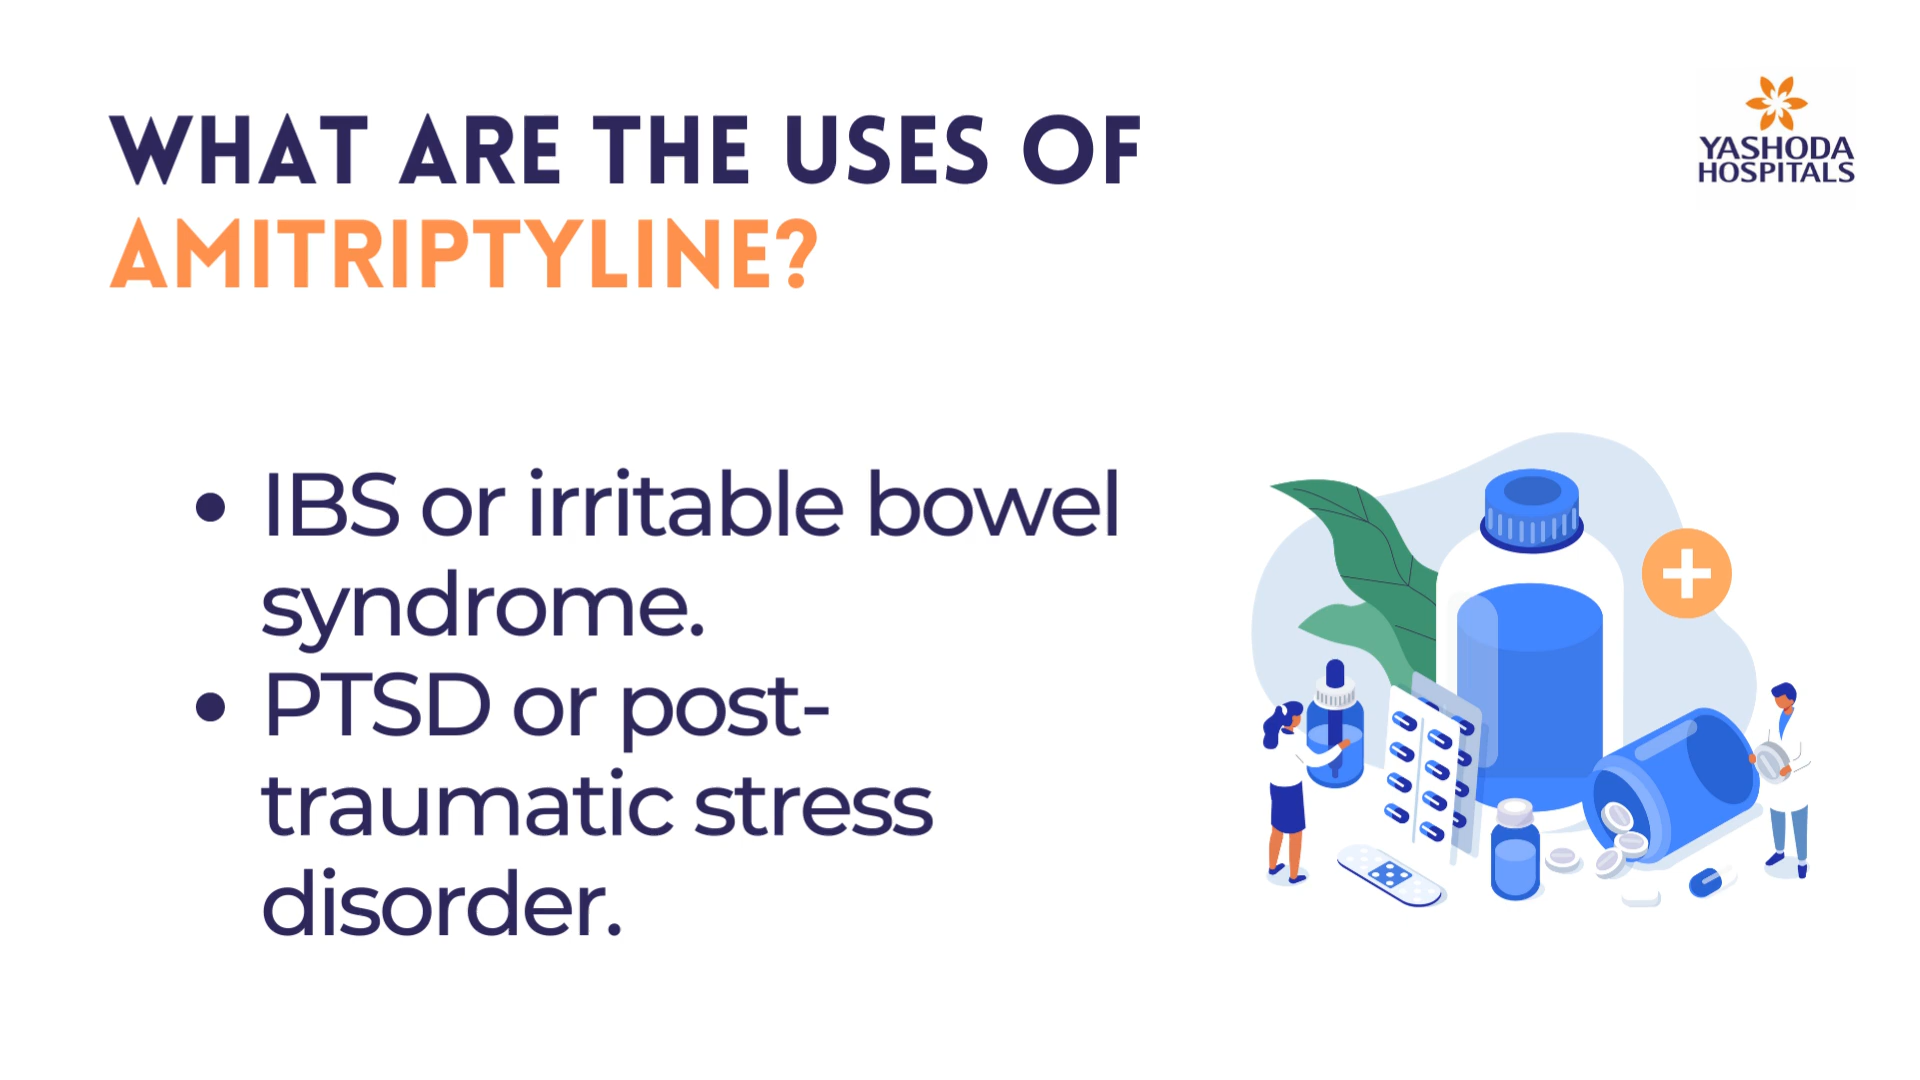 WHAT ARE THE USES OF
AMITRIPTYLINE?
YASHODA
HOSPITALS
• IBS or irritable bowel
syndrome.
• PTSD or post-
traumatic stress
disorder.